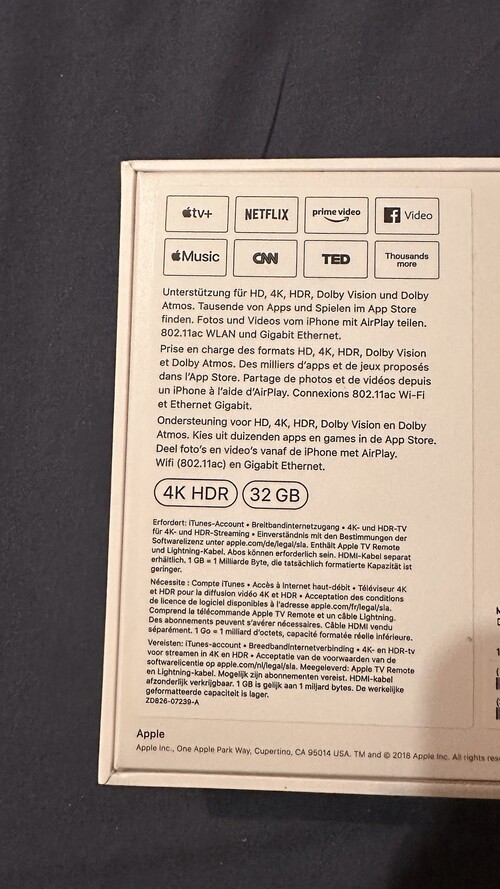 tv+
NETFLIX
prime video
f Video
Music
CNN
TED
Thousands
more
Unterstützung für HD, 4K, HDR, Dolby Vision und Dolby
Atmos. Tausende von Apps und Spielen im App Store
finden. Fotos und Videos vom iPhone mit AirPlay teilen.
802.11ac WLAN und Gigabit Ethernet.
Prise en charge des formats HD, 4K, HDR, Dolby Vision
et Dolby Atmos. Des milliers d'apps et de jeux proposés
dans l'App Store. Partage de photos et de vidéos depuis
un iPhone à l'aide d'AirPlay. Connexions 802.11ac Wi-Fi
et Ethernet Gigabit.
Ondersteuning voor HD, 4K, HDR, Dolby Vision en Dolby
Atmos. Kies uit duizenden apps en games in de App Store.
Deel foto's en video's vanaf de iPhone met AirPlay.
Wifi (802.11ac) en Gigabit Ethernet.
4K HDR 32 GB
Erfordert: iTunes-Account • Breitbandinternetzugang • 4K- und HDR-TV
für 4K- und HDR-Streaming • Einverständnis mit den Bestimmungen der
Softwarelizenz unter apple.com/de/legal/sla. Enthält Apple TV Remote
und Lightning-Kabel. Abos können erforderlich sein. HDMI-Kabel separat
erhältlich. 1 GB = 1 Milliarde Byte, die tatsächlich formatierte Kapazität ist
geringer.
Nécessite : Compte iTunes • Accès à Internet haut-débit • Téléviseur 4K
et HDR pour la diffusion vidéo 4K et HDR • Acceptation des conditions
de licence de logiciel disponibles à l'adresse apple.com/fr/legal/sla.
Comprend la télécommande Apple TV Remote et un câble Lightning.
Des abonnements peuvent s'avérer nécessaires. Câble HDMI vendu
séparément. 1 Go = 1 milliard d'octets, capacité formatée réelle inférieure.
Vereisten: iTunes-account • Breedbandinternetverbinding • 4K- en HDR-tv
voor streamen in 4K en HDR • Acceptatie van de voorwaarden van de
softwarelicentie op apple.com/nl/legal/sla. Meegeleverd: Apple TV Remote
en Lightning-kabel. Mogelijk zijn abonnementen vereist. HDMI-kabel
afzonderlijk verkrijgbaar. 1 GB is gelijk aan 1 miljard bytes. De werkelijke
geformatteerde capaciteit is lager.
ZD826-07239-A
Apple
Apple Inc., One Apple Park Way, Cupertino, CA 95014 USA. TM and © 2018 Apple Inc. All rights